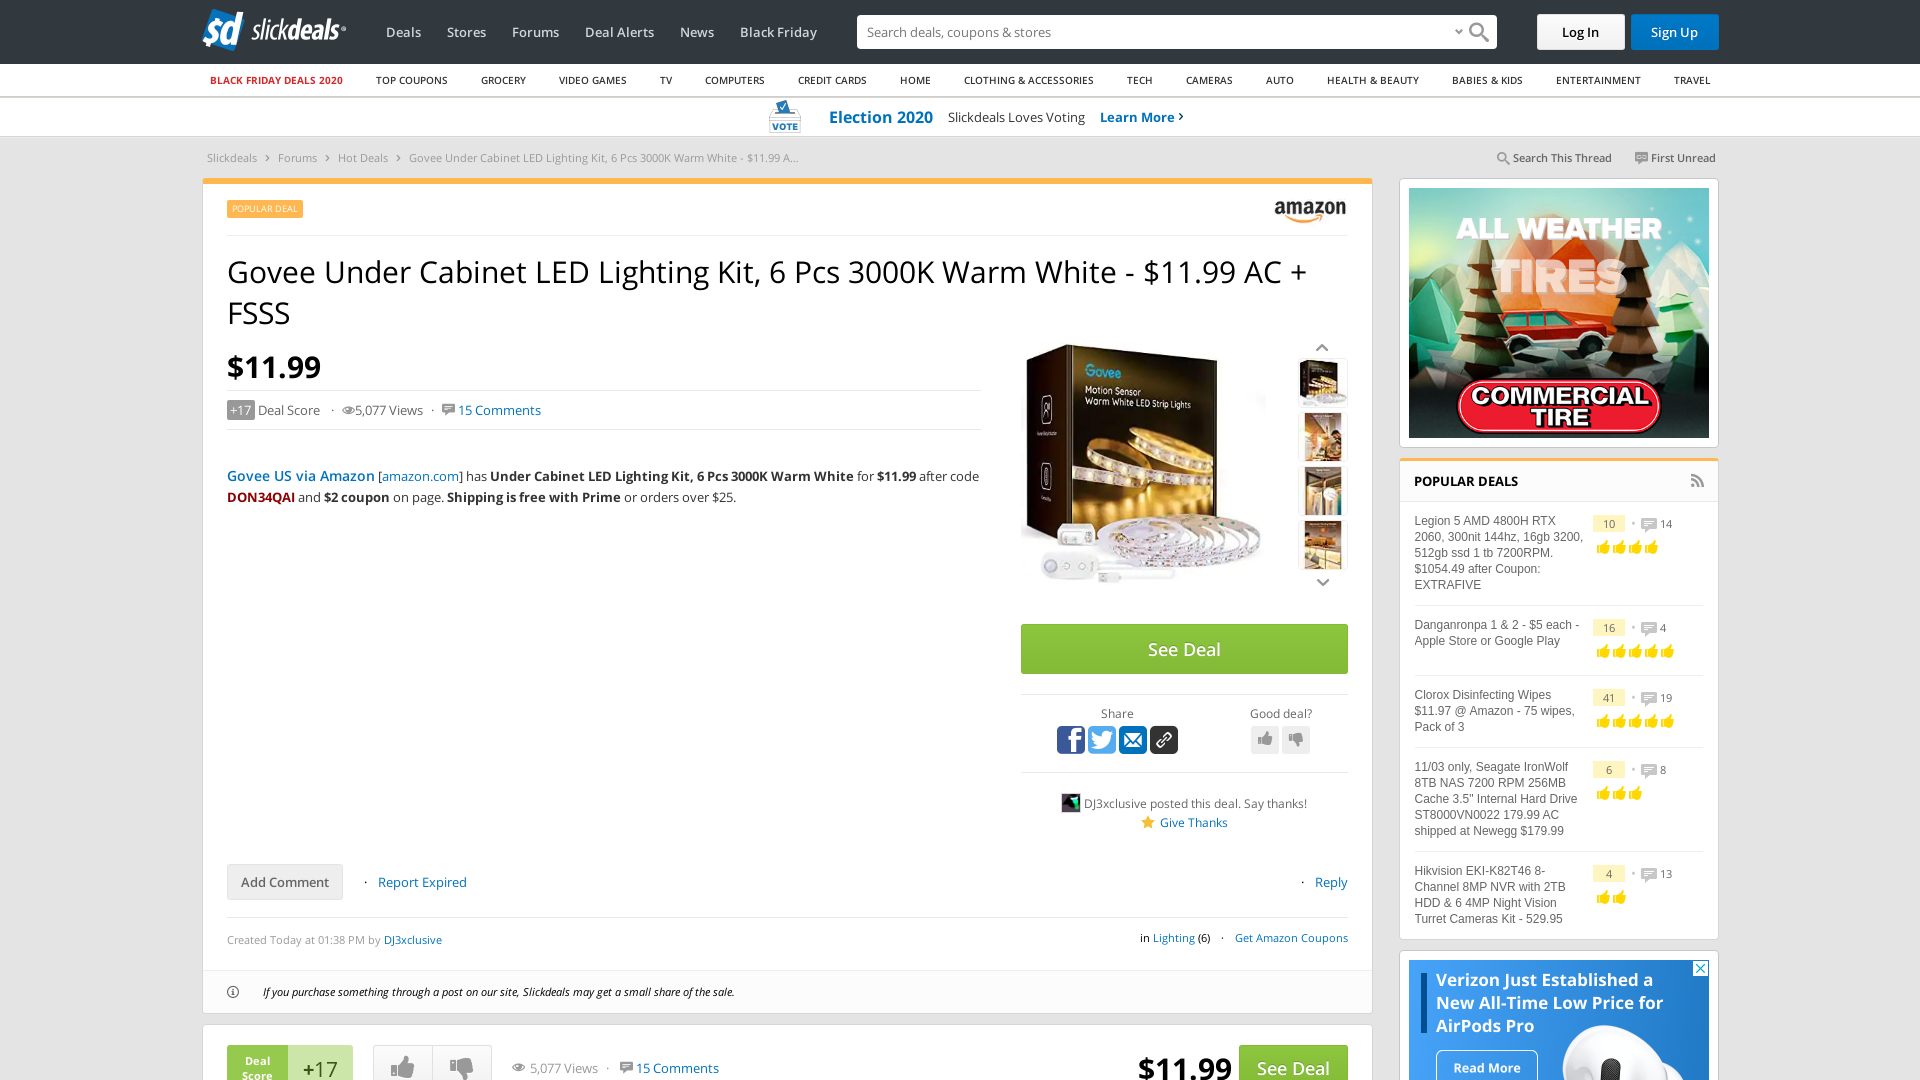 slickdeals
Deals Stores Forums Deal Alerts News Black Friday
Search deals, coupons & stores
Log In Sign Up
BLACK FRIDAY DEALS 2020 TOP COUPONS GROCERY VIDEO GAMES TV COMPUTERS CREDIT CARDS HOME CLOTHING & ACCESSORIES TECH CAMERAS AUTO HEALTH & BEAUTY BABIES & KIDS ENTERTAINMENT TRAVEL
VOTE Election 2020 Slickdeals Loves Voting Learn More
Slickdeals Forums Hot Deals Govee Under Cabinet LED Lighting Kit, 6 Pcs 3000K Warm White - $11.99 A...
Search This Thread First Unread
POPULAR DEAL
amazon
Govee Under Cabinet LED Lighting Kit, 6 Pcs 3000K Warm White - $11.99 AC +
FSSS
$11.99
+17 Deal Score · 5,077 Views · 15 Comments
Govee US via Amazon [amazon.com] has Under Cabinet LED Lighting Kit, 6 Pcs 3000K Warm White for $11.99 after code
DON34QAI and $2 coupon on page. Shipping is free with Prime or orders over $25.
Govee
Motion Sensor
Warm White LED Strip Lights
See Deal
Share Good deal?
DJ3xclusive posted this deal. Say thanks!
Give Thanks
Add Comment · Report Expired
· Reply
Created Today at 01:38 PM by DJ3xclusive
in Lighting (6) · Get Amazon Coupons
If you purchase something through a post on our site, Slickdeals may get a small share of the sale.
Deal
Score
+17
5,077 Views · 15 Comments
$11.99 See Deal
ALL WEATHER
TIRES
COMMERCIAL
TIRE
POPULAR DEALS
Legion 5 AMD 4800H RTX
2060, 300nit 144hz, 16gb 3200,
512gb ssd 1 tb 7200RPM.
$1054.49 after Coupon:
EXTRAFIVE
10 • 14
Danganronpa 1 & 2 - $5 each -
Apple Store or Google Play
16 • 4
Clorox Disinfecting Wipes
$11.97 @ Amazon - 75 wipes,
Pack of 3
41 • 19
11/03 only, Seagate IronWolf
8TB NAS 7200 RPM 256MB
Cache 3.5" Internal Hard Drive
ST8000VN0022 179.99 AC
shipped at Newegg $179.99
6 • 8
Hikvision EKI-K82T46 8-
Channel 8MP NVR with 2TB
HDD & 6 4MP Night Vision
Turret Cameras Kit - 529.95
4 • 13
Verizon Just Established a
New All-Time Low Price for
AirPods Pro
Read More